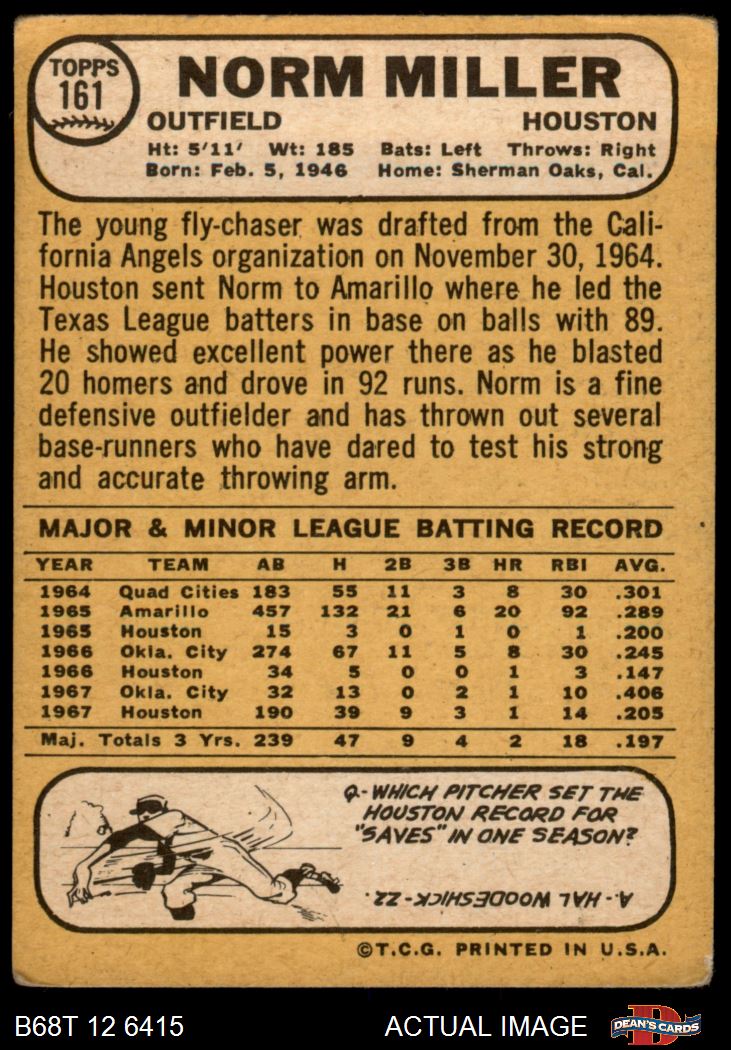 TOPPS
161
NORM MILLER
OUTFIELD HOUSTON
Ht: 5'11' Wt: 185 Bats: Left Throws: Right
Born: Feb. 5, 1946 Home: Sherman Oaks, Cal.
The young fly-chaser was drafted from the Cali-
fornia Angels organization on November 30, 1964.
Houston sent Norm to Amarillo where he led the
Texas League batters in base on balls with 89.
He showed excellent power there as he blasted
20 homers and drove in 92 runs. Norm is a fine
defensive outfielder and has thrown out several
base-runners who have dared to test his strong
and accurate throwing arm.
MAJOR & MINOR LEAGUE BATTING RECORD
YEAR TEAM AB H 2B 3B HR RBI AVG.
1964 Quad Cities 183 55 11 3 8 30 .301
1965 Amarillo 457 132 21 6 20 92 .289
1965 Houston 15 3 0 1 0 1 .200
1966 Okla. City 274 67 11 5 8 30 .245
1966 Houston 34 5 0 0 1 3 .147
1967 Okla. City 32 13 0 2 1 10 .406
1967 Houston 190 39 9 3 1 14 .205
Maj. Totals 3 Yrs. 239 47 9 4 2 18 .197
Q-WHICH PITCHER SET THE
HOUSTON RECORD FOR
"SAVES" IN ONE SEASON?
A-HAL WOODESHICK-22.
©T.C.G. PRINTED IN U.S.A.
B68T 12 6415 ACTUAL IMAGE
D
DEAN'S CARDS